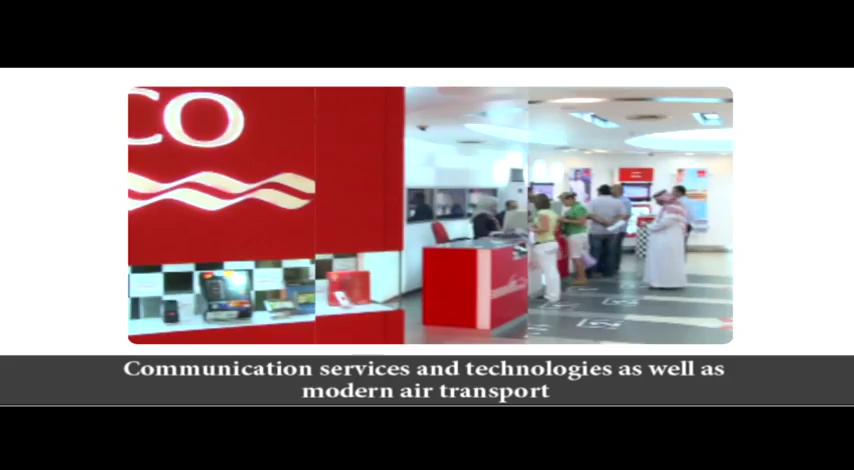 CO
Communication services and technologies as well as
modern air transport